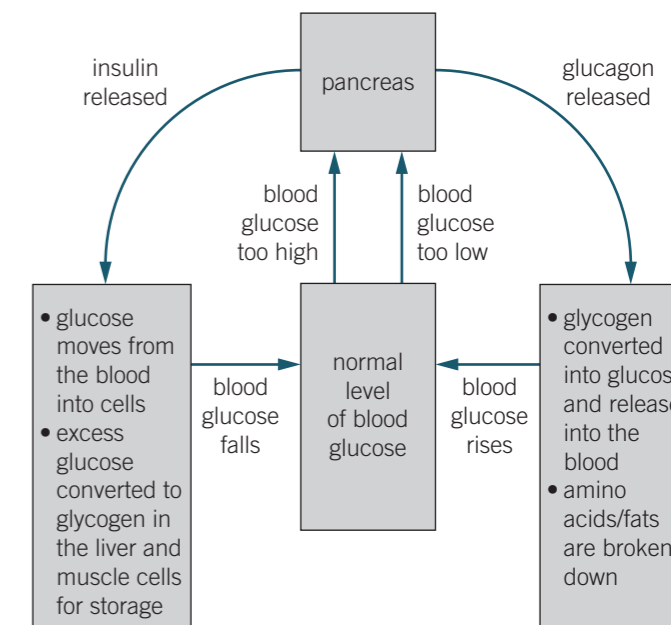 insulin
released
pancreas
glucagon
released
blood
glucose
too high
blood
glucose
too low
• glucose
moves from
the blood
into cells
• excess
glucose
converted to
glycogen in
the liver and
muscle cells
for storage
blood
glucose
falls
normal
level
of blood
glucose
blood
glucose
rises
• glycogen
converted
into glucos
and release
into the
blood
• amino
acids/fats
are broken
down